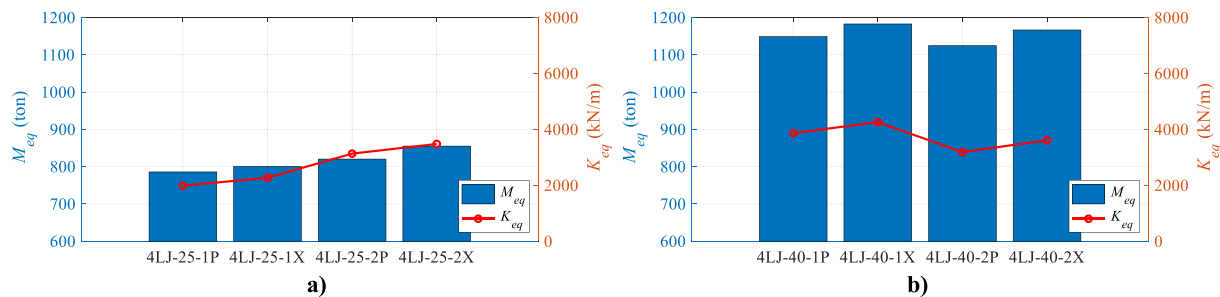 1200
1100
1000
900
800
700
600
M_eq (ton)
8000
6000
4000
2000
0
K_eq (kN/m)
M_eq
K_eq
4LJ-25-1P 4LJ-25-1X 4LJ-25-2P 4LJ-25-2X
a)
1200
1100
1000
900
800
700
600
M_eq (ton)
8000
6000
4000
2000
0
K_eq (kN/m)
M_eq
K_eq
4LJ-40-1P 4LJ-40-1X 4LJ-40-2P 4LJ-40-2X
b)